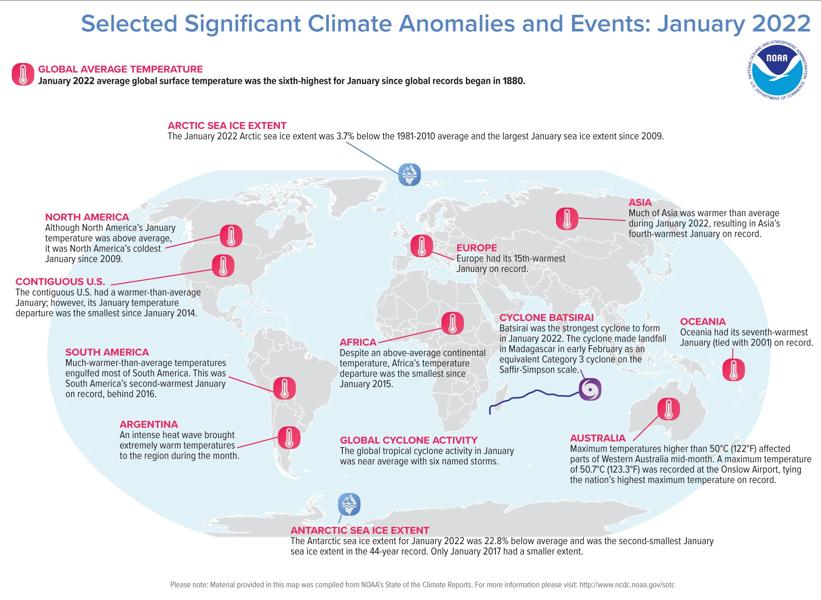 Selected Significant Climate Anomalies and Events: January 2022
GLOBAL AVERAGE TEMPERATURE
January 2022 average global surface temperature was the sixth-highest for January since global records began in 1880.
NATIONAL OCEANIC AND ATMOSPHERIC ADMINISTRATION
NOAA
U.S. DEPARTMENT OF COMMERCE
ARCTIC SEA ICE EXTENT
The January 2022 Arctic sea ice extent was 3.7% below the 1981-2010 average and the largest January sea ice extent since 2009.
NORTH AMERICA
Although North America's January
temperature was above average,
it was North America's coldest
January since 2009.
CONTIGUOUS U.S.
The contiguous U.S. had a warmer-than-average
January; however, its January temperature
departure was the smallest since January 2014.
SOUTH AMERICA
Much-warmer-than-average temperatures
engulfed most of South America. This was
South America's second-warmest January
on record, behind 2016.
ARGENTINA
An intense heat wave brought
extremely warm temperatures
to the region during the month.
EUROPE
Europe had its 15th-warmest
January on record.
ASIA
Much of Asia was warmer than average
during January 2022, resulting in Asia's
fourth-warmest January on record.
AFRICA
Despite an above-average continental
temperature, Africa's temperature
departure was the smallest since
January 2015.
CYCLONE BATSIRAI
Batsirai was the strongest cyclone to form
in January 2022. The cyclone made landfall
in Madagascar in early February as an
equivalent Category 3 cyclone on the
Saffir-Simpson scale.
OCEANIA
Oceania had its seventh-warmest
January (tied with 2001) on record.
GLOBAL CYCLONE ACTIVITY
The global tropical cyclone activity in January
was near average with six named storms.
AUSTRALIA
Maximum temperatures higher than 50°C (122°F) affected
parts of Western Australia mid-month. A maximum temperature
of 50.7°C (123.3°F) was recorded at the Onslow Airport, tying
the nation's highest maximum temperature on record.
ANTARCTIC SEA ICE EXTENT
The Antarctic sea ice extent for January 2022 was 22.8% below average and was the second-smallest January
sea ice extent in the 44-year record. Only January 2017 had a smaller extent.
Please note: Material provided in this map was compiled from NOAA's State of the Climate Reports. For more information please visit: http://www.ncdc.noaa.gov/sotc